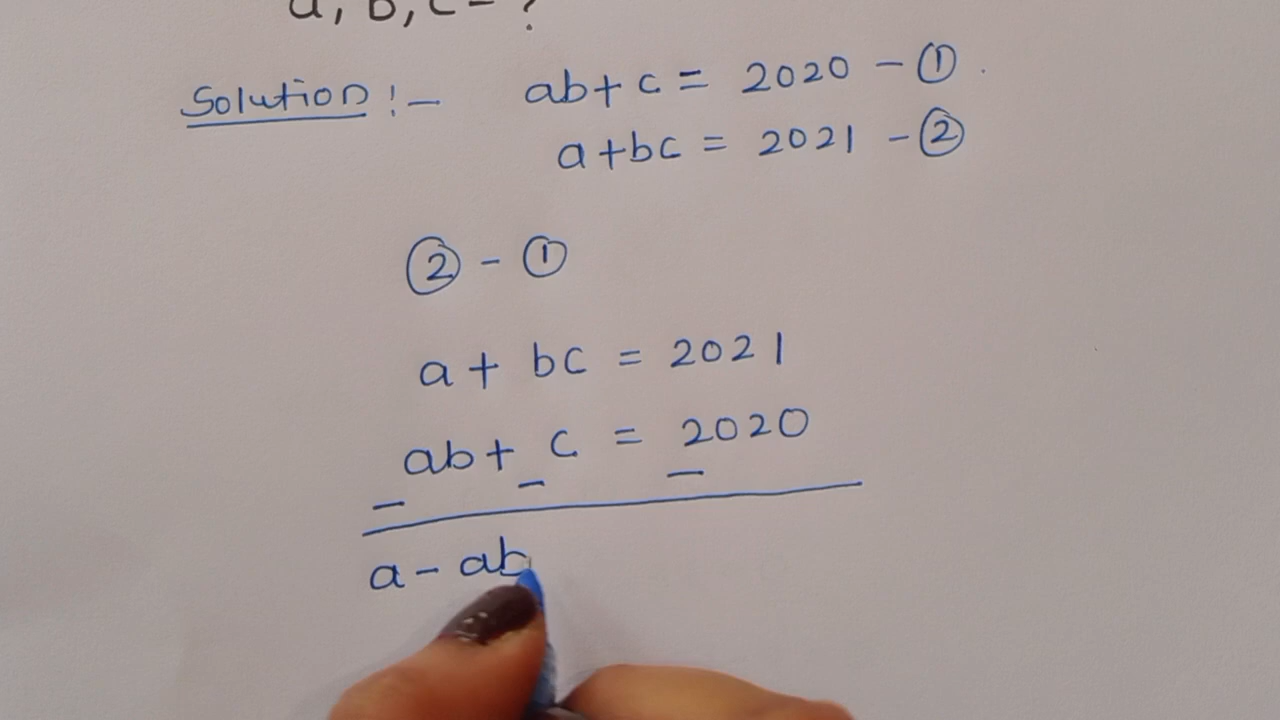 a, b, c = ?
Solution :- ab + c = 2020 - ①
a + bc = 2021 - ②
② - ①
a + bc = 2021
ab + c = 2020
- - -
a - ab